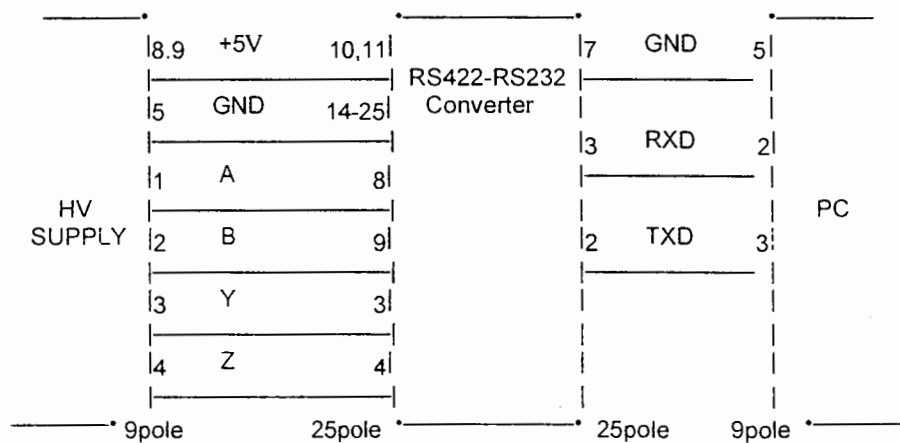 8.9 +5V 10,11 7 GND 5
RS422-RS232
Converter
5 GND 14-25
3 RXD 2
1 A 8
HV
SUPPLY
PC
2 B 9 2 TXD 3
3 Y 3
4 Z 4
9pole 25pole 25pole 9pole